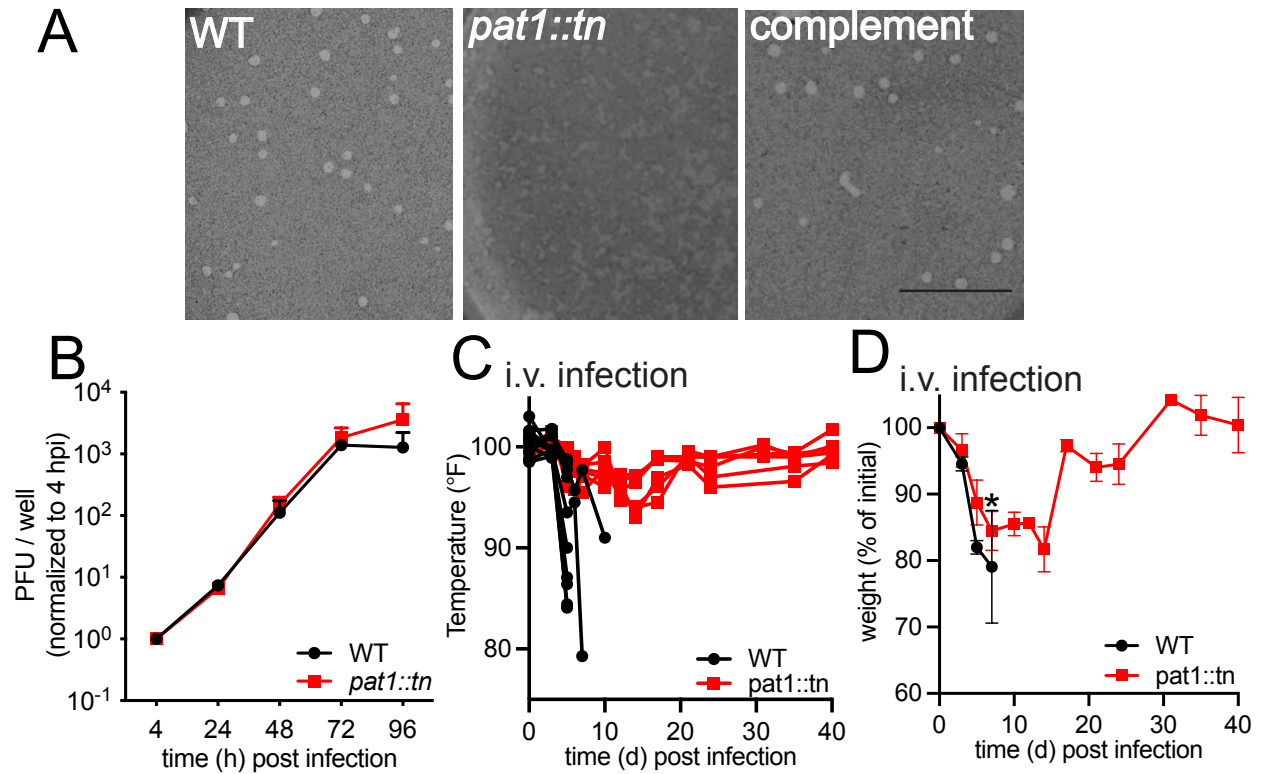 A
WT
pat1::tn
complement
B
PFU / well
(normalized to 4 hpi)
10⁴
10³
10²
10¹
10⁰
10⁻¹
4 24 48 72 96
time (h) post infection
WT
pat1::tn
C
i.v. infection
Temperature (°F)
100
90
80
0 10 20 30 40
time (d) post infection
WT
pat1::tn
D
i.v. infection
weight (% of initial)
100
90
80
70
60
*
0 10 20 30 40
time (d) post infection
WT
pat1::tn